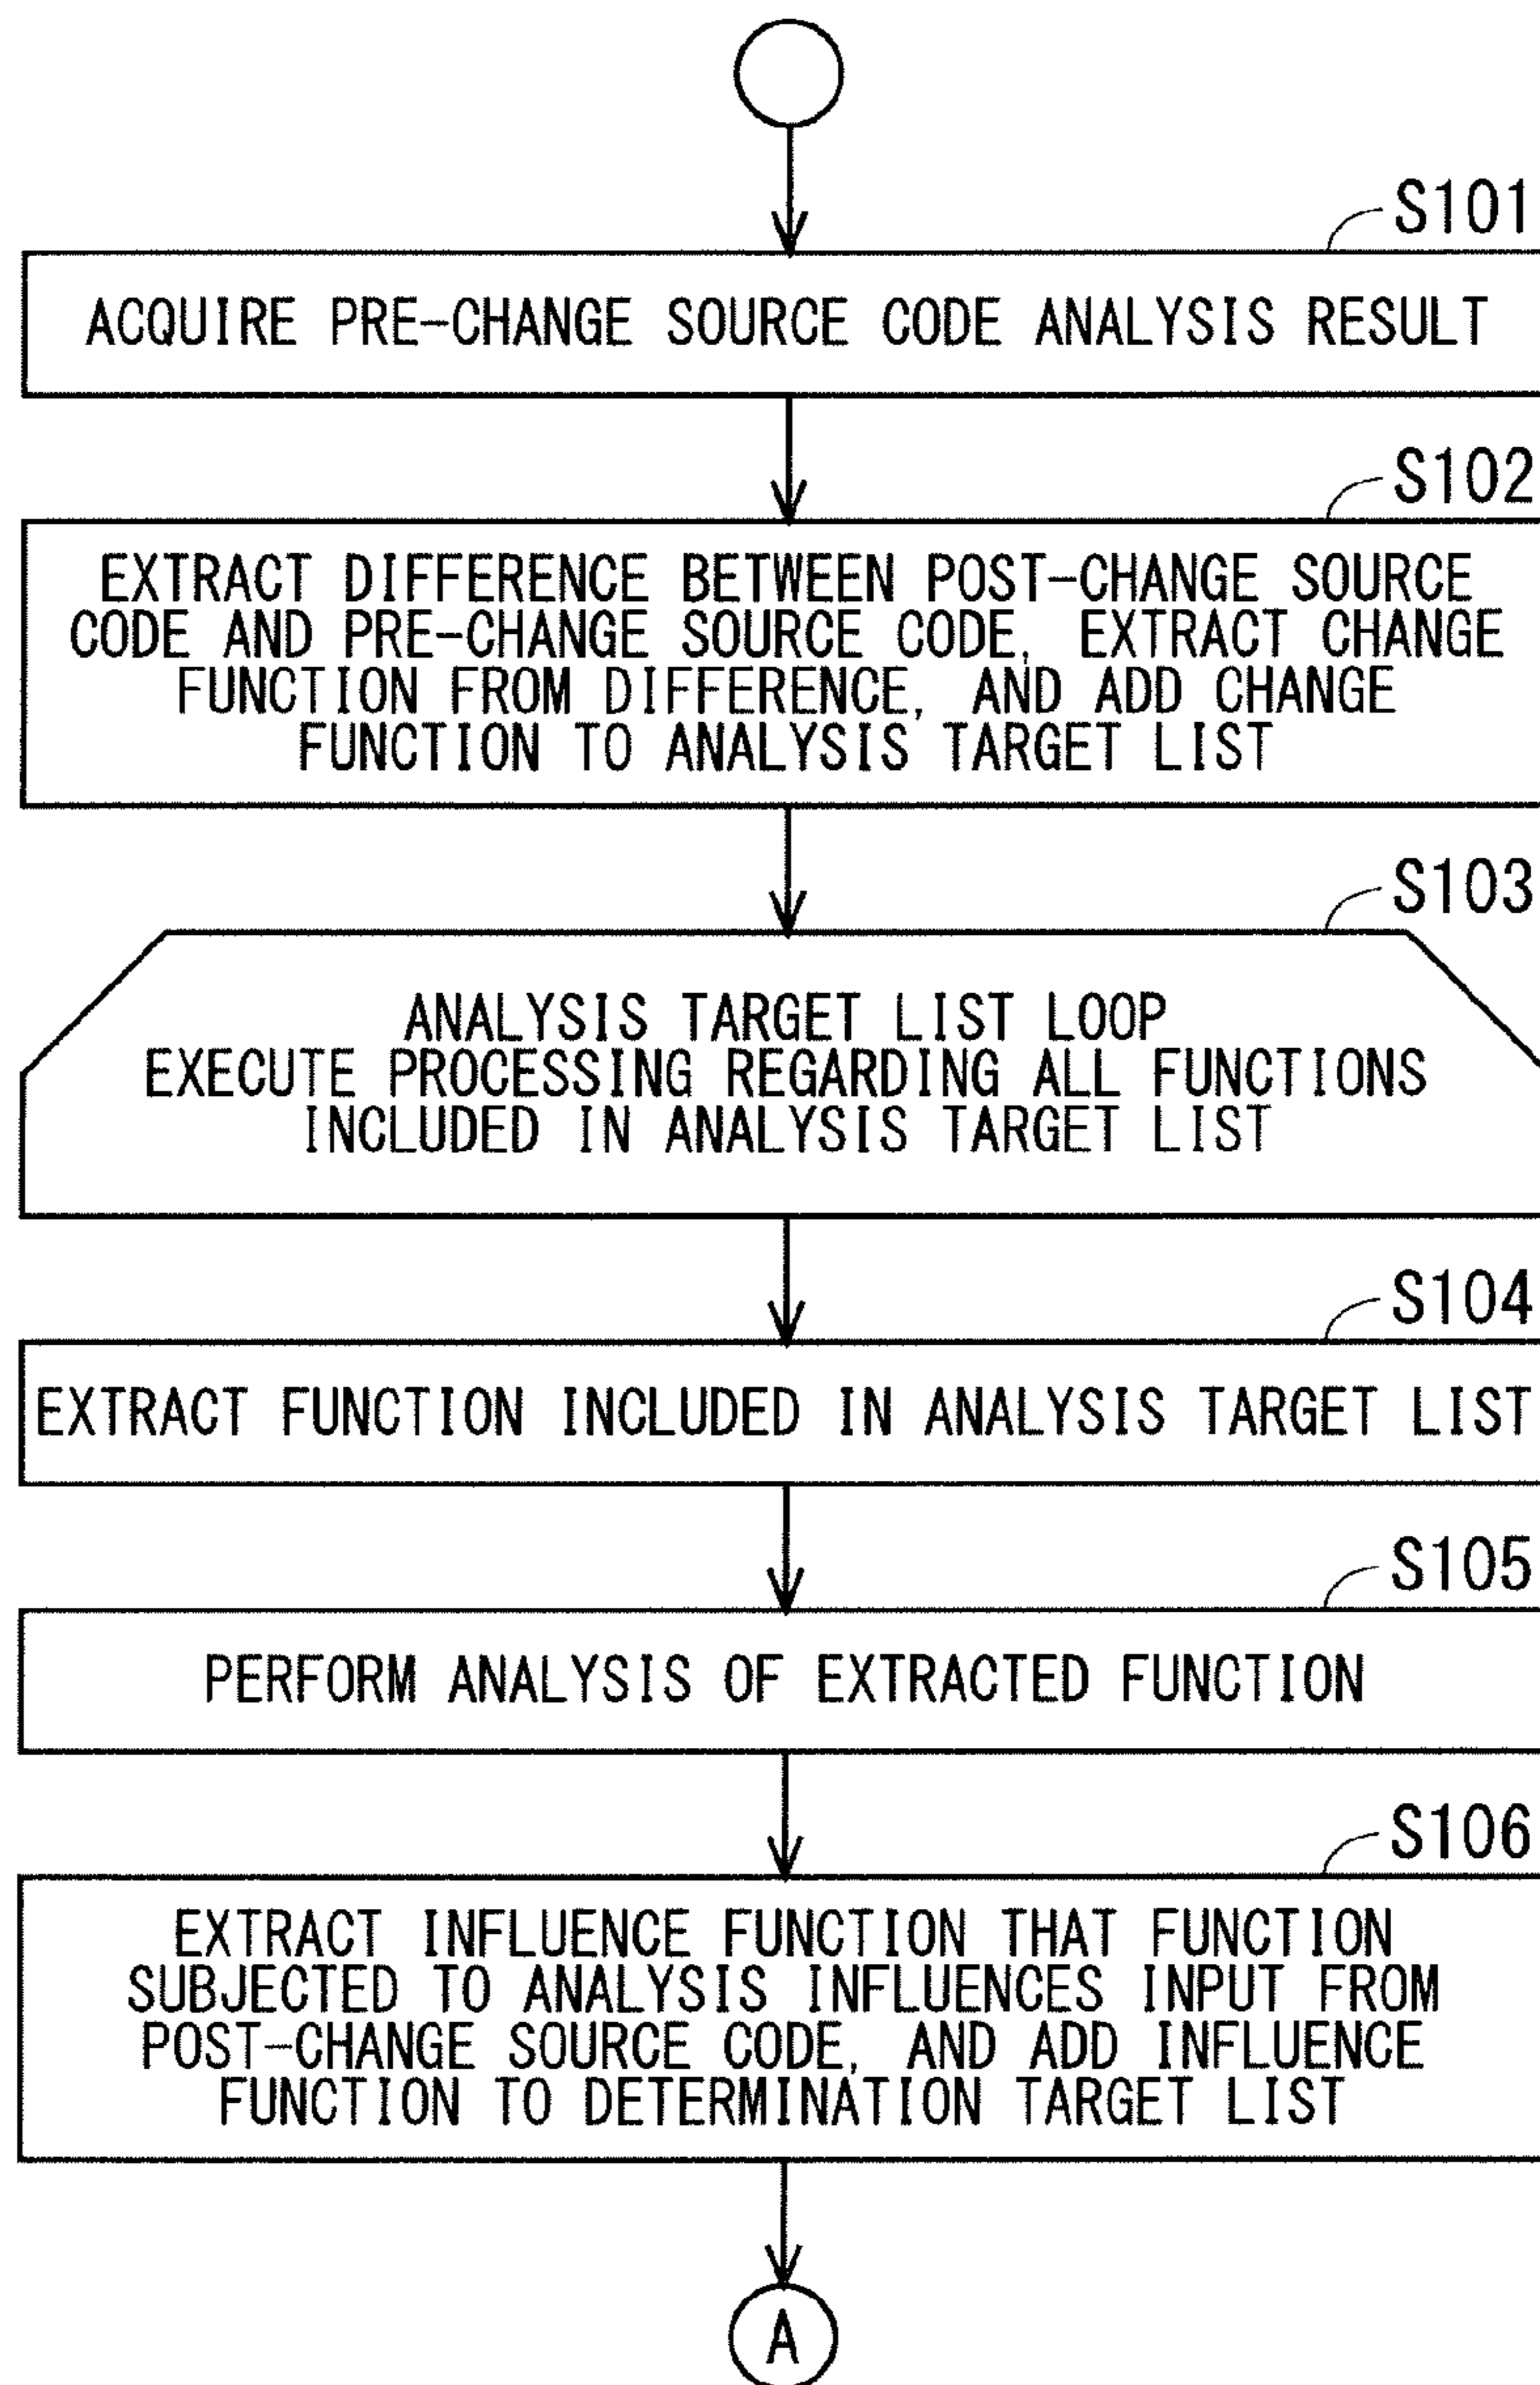 S101
ACQUIRE PRE-CHANGE SOURCE CODE ANALYSIS RESULT
S102
EXTRACT DIFFERENCE BETWEEN POST-CHANGE SOURCE
CODE AND PRE-CHANGE SOURCE CODE, EXTRACT CHANGE
FUNCTION FROM DIFFERENCE, AND ADD CHANGE
FUNCTION TO ANALYSIS TARGET LIST
S103
ANALYSIS TARGET LIST LOOP
EXECUTE PROCESSING REGARDING ALL FUNCTIONS
INCLUDED IN ANALYSIS TARGET LIST
S104
EXTRACT FUNCTION INCLUDED IN ANALYSIS TARGET LIST
S105
PERFORM ANALYSIS OF EXTRACTED FUNCTION
S106
EXTRACT INFLUENCE FUNCTION THAT FUNCTION
SUBJECTED TO ANALYSIS INFLUENCES INPUT FROM
POST-CHANGE SOURCE CODE, AND ADD INFLUENCE
FUNCTION TO DETERMINATION TARGET LIST
A